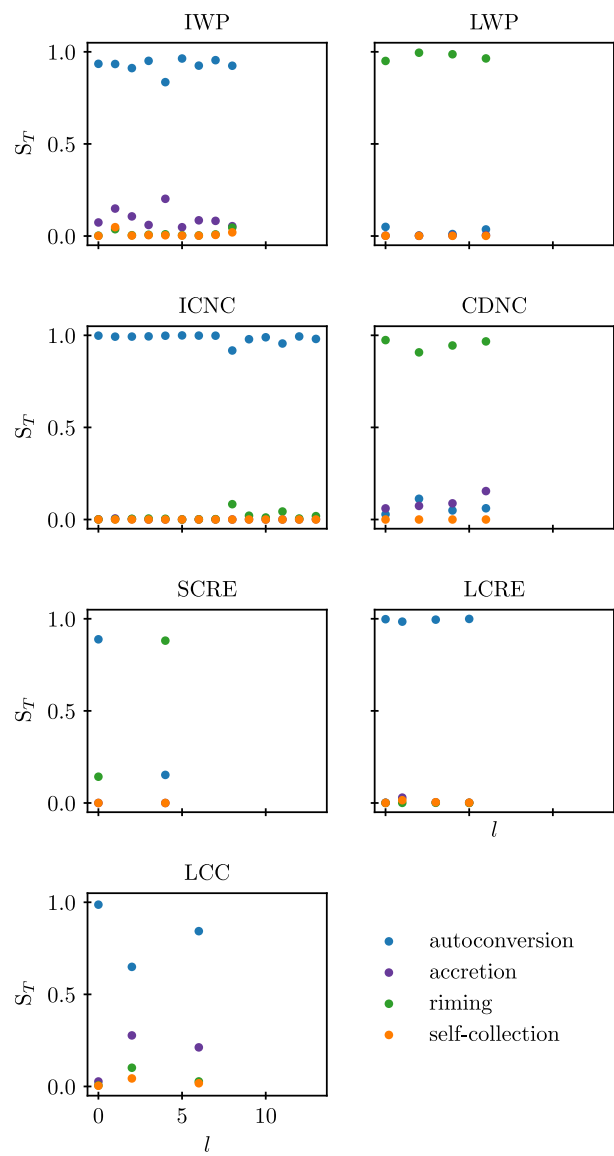 IWP
LWP
1.0
0.5
0.0
S_T
ICNC
CDNC
1.0
0.5
0.0
S_T
SCRE
LCRE
1.0
0.5
0.0
S_T
l
LCC
1.0
0.5
0.0
S_T
0 5 10
l
autoconversion
accretion
riming
self-collection